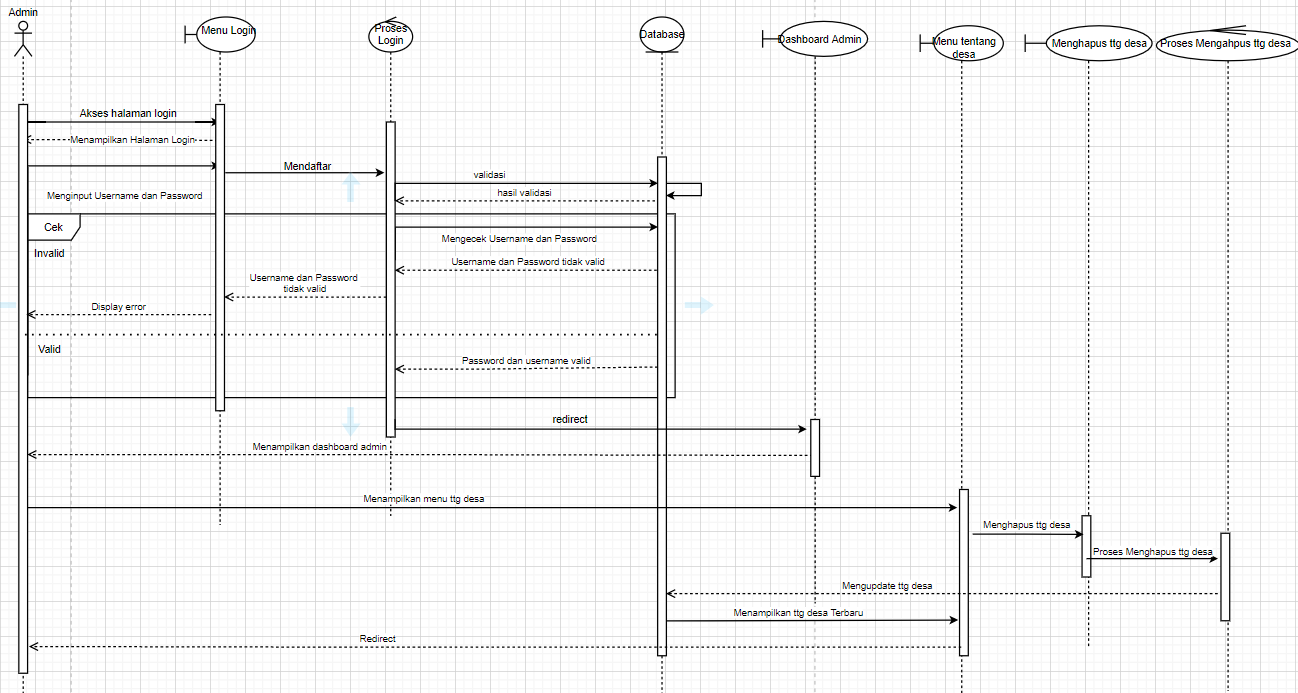 Admin
Menu Login
Proses
Login
Database
Dashboard Admin
Menu tentang
desa
Menghapus ttg desa
Proses Mengahpus ttg desa
Akses halaman login
Menampilkan Halaman Login
Mendaftar
validasi
hasil validasi
Menginput Username dan Password
Cek
Mengecek Username dan Password
Invalid
Username dan Password tidak valid
Username dan Password
tidak valid
Display error
Valid
Password dan username valid
redirect
Menampilkan dashboard admin
Menampilkan menu ttg desa
Menghapus ttg desa
Proses Menghapus ttg desa
Mengupdate ttg desa
Menampilkan ttg desa Terbaru
Redirect